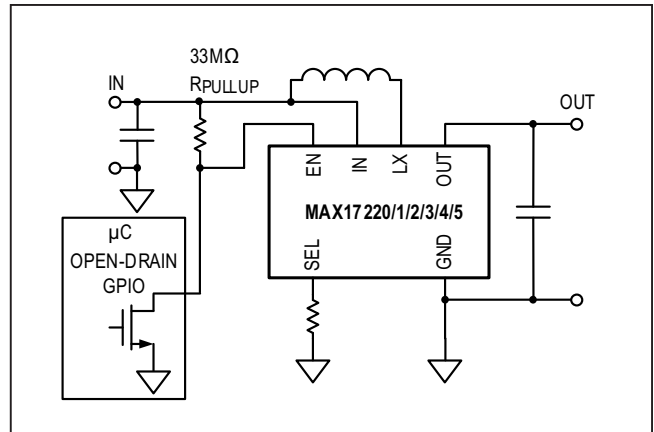 33MΩ
RPULLUP
IN
OUT
EN
IN
LX
OUT
MAX17220/1/2/3/4/5
SEL
GND
µC
OPEN-DRAIN
GPIO